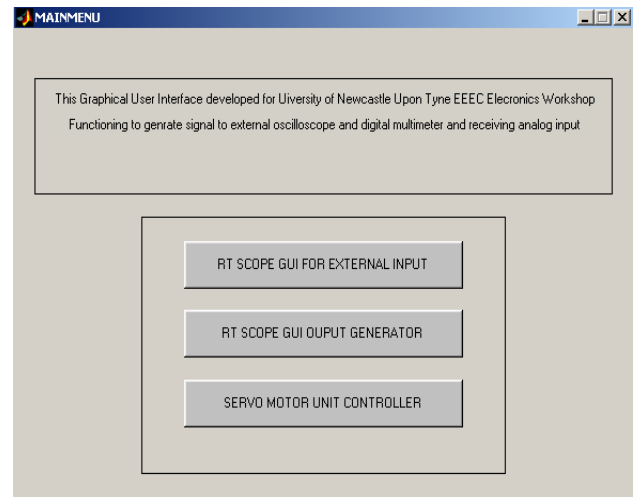 MAINMENU
This Graphical User Interface developed for Uiversity of Newcastle Upon Tyne EEEC Elecronics Workshop
Functioning to genrate signal to external oscilloscope and digital multimeter and receiving analog input
RT SCOPE GUI FOR EXTERNAL INPUT
RT SCOPE GUI OUPUT GENERATOR
SERVO MOTOR UNIT CONTROLLER